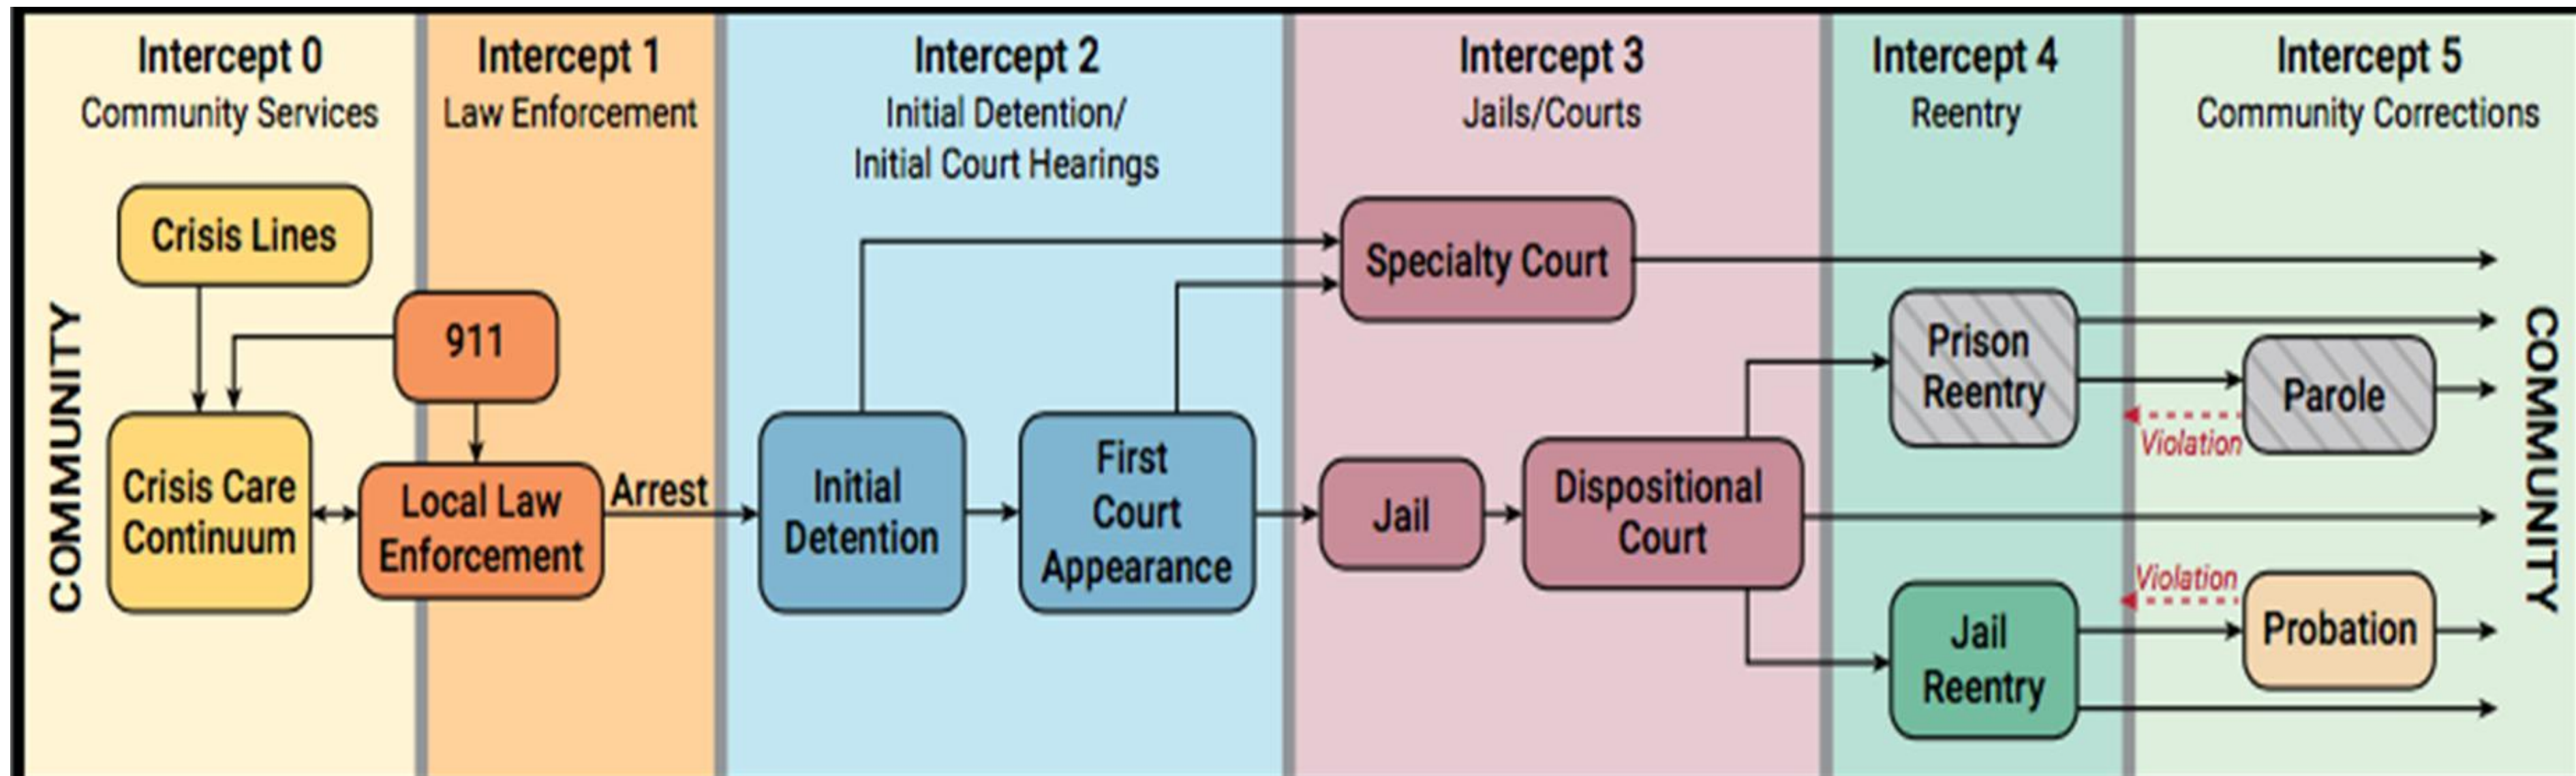 Intercept 0
Community Services
Intercept 1
Law Enforcement
Intercept 2
Initial Detention/
Initial Court Hearings
Intercept 3
Jails/Courts
Intercept 4
Reentry
Intercept 5
Community Corrections
COMMUNITY
Crisis Lines
911
Crisis Care
Continuum
Local Law
Enforcement
Arrest
Initial
Detention
First
Court
Appearance
Specialty Court
Jail
Dispositional
Court
Prison
Reentry
Parole
Violation
Violation
Jail
Reentry
Probation
COMMUNITY